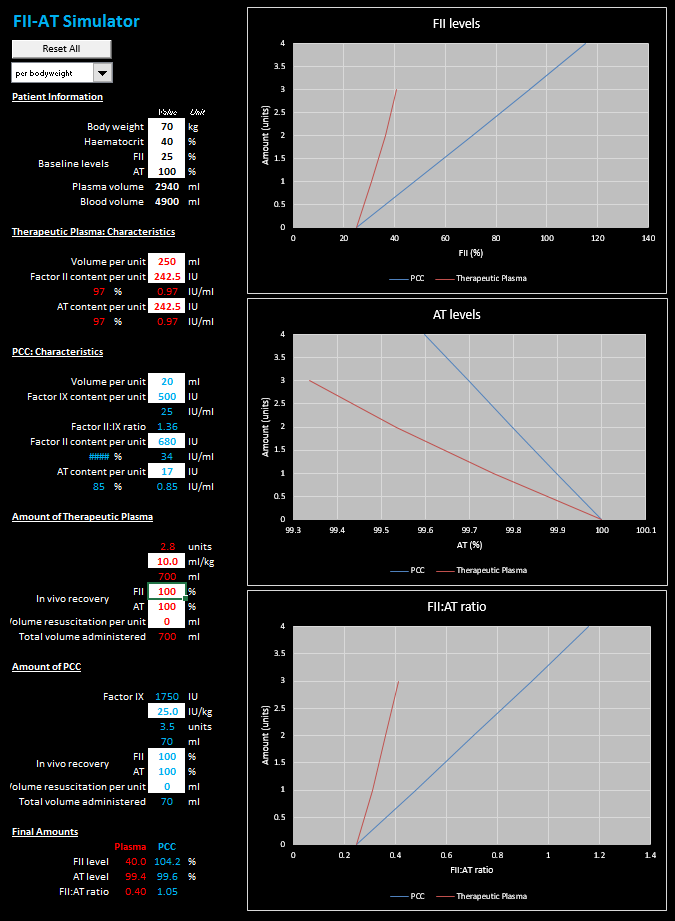 FII-AT Simulator
Reset All
per bodyweight
Patient Information
Value Unit
Body weight 70 kg
Haematocrit 40 %
Baseline levels
FII 25 %
AT 100 %
Plasma volume 2940 ml
Blood volume 4900 ml
Therapeutic Plasma: Characteristics
Volume per unit 250 ml
Factor II content per unit 242.5 IU
97 % 0.97 IU/ml
AT content per unit 242.5 IU
97 % 0.97 IU/ml
PCC: Characteristics
Volume per unit 20 ml
Factor IX content per unit 500 IU
25 IU/ml
Factor II:IX ratio 1.36
Factor II content per unit 680 IU
#### % 34 IU/ml
AT content per unit 17 IU
85 % 0.85 IU/ml
Amount of Therapeutic Plasma
2.8 units
10.0 ml/kg
700 ml
In vivo recovery
FII 100 %
AT 100 %
olume resuscitation per unit 0 ml
Total volume administered 700 ml
Amount of PCC
Factor IX 1750 IU
25.0 IU/kg
3.5 units
70 ml
In vivo recovery
FII 100 %
AT 100 %
olume resuscitation per unit 0 ml
Total volume administered 70 ml
Final Amounts
Plasma PCC
FII level 40.0 104.2 %
AT level 99.4 99.6 %
FII:AT ratio 0.40 1.05
FII levels
Amount (units)
4
3.5
3
2.5
2
1.5
1
0.5
0
0 20 40 60 80 100 120 140
FII (%)
PCC Therapeutic Plasma
AT levels
Amount (units)
4
3.5
3
2.5
2
1.5
1
0.5
0
99.3 99.4 99.5 99.6 99.7 99.8 99.9 100 100.1
AT (%)
PCC Therapeutic Plasma
FII:AT ratio
Amount (units)
4
3.5
3
2.5
2
1.5
1
0.5
0
0 0.2 0.4 0.6 0.8 1 1.2 1.4
FII:AT ratio
PCC Therapeutic Plasma